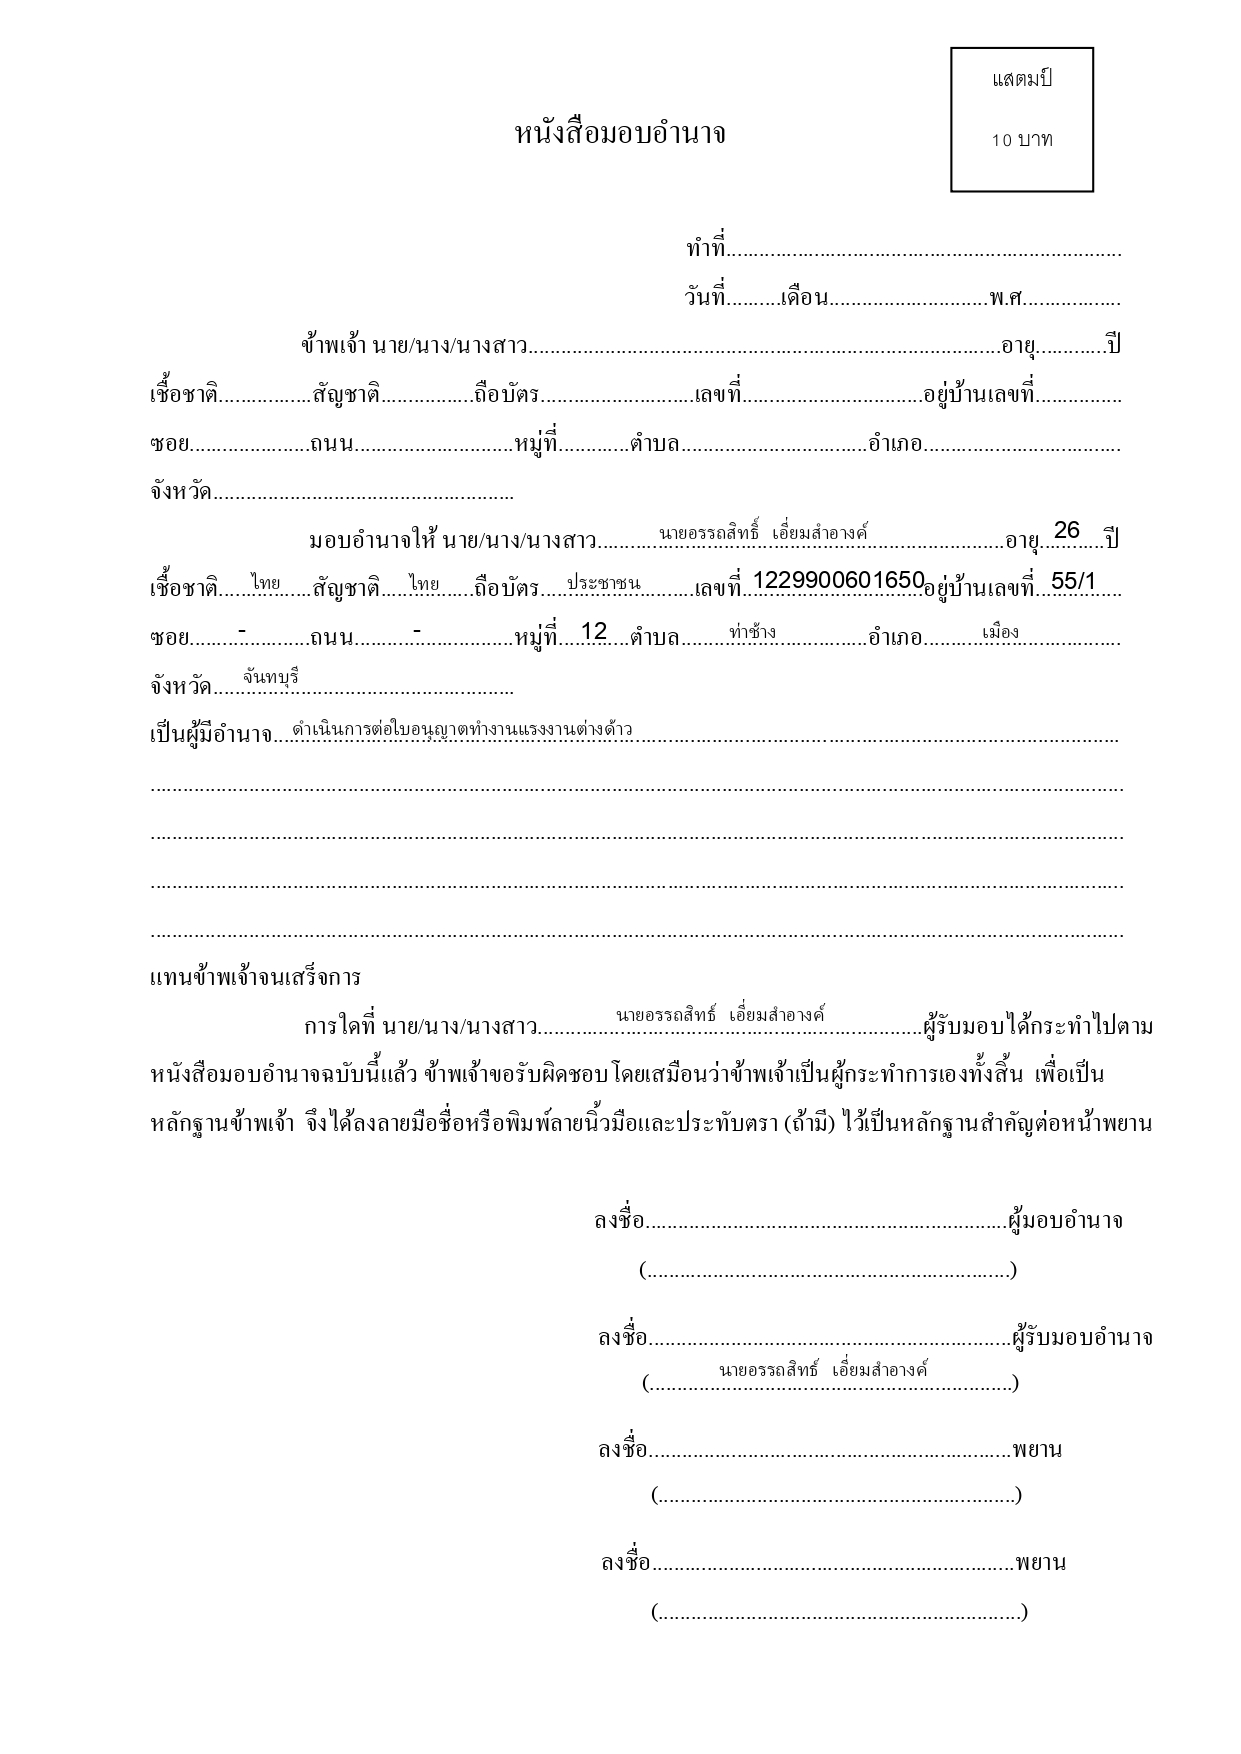 แสตมป์
10 บาท
หนังสือมอบอำนาจ
ทำที่........................................................................
วันที่..........เดือน.............................พ.ศ..................
ข้าพเจ้า นาย/นาง/นางสาว......................................................................................อายุ.............ปี
เชื้อชาติ.................สัญชาติ.................ถือบัตร............................เลขที่.................................อยู่บ้านเลขที่................
ซอย......................ถนน.............................หมู่ที่.............ตำบล..................................อำเภอ....................................
จังหวัด.......................................................
มอบอำนาจให้ นาย/นาง/นางสาว...........นายอรรถสิทธิ์ เอี่ยมสำอางค์.........................อายุ..26....ปี
เชื้อชาติ......ไทย......สัญชาติ......ไทย......ถือบัตร.....ประชาชน..........เลขที่.1229900601650อยู่บ้านเลขที่..55/1....
ซอย.........-............ถนน...........-.................หมู่ที่....12....ตำบล.........ท่าช้าง.................อำเภอ...........เมือง...................
จังหวัด.....จันทบุรี.......................................
เป็นผู้มีอำนาจ...ดำเนินการต่อใบอนุญาตทำงานแรงงานต่างด้าว.........................................................................................
..................................................................................................................................................................................
..................................................................................................................................................................................
..................................................................................................................................................................................
..................................................................................................................................................................................
แทนข้าพเจ้าจนเสร็จการ
การใดที่ นาย/นาง/นางสาว..............นายอรรถสิทธ์ เอี่ยมสำอางค์..................ผู้รับมอบได้กระทำไปตาม
หนังสือมอบอำนาจฉบับนี้แล้ว ข้าพเจ้าขอรับผิดชอบโดยเสมือนว่าข้าพเจ้าเป็นผู้กระทำการเองทั้งสิ้น เพื่อเป็น
หลักฐานข้าพเจ้า จึงได้ลงลายมือชื่อหรือพิมพ์ลายนิ้วมือและประทับตรา (ถ้ามี) ไว้เป็นหลักฐานสำคัญต่อหน้าพยาน
ลงชื่อ..................................................................ผู้มอบอำนาจ
(..................................................................)
ลงชื่อ..................................................................ผู้รับมอบอำนาจ
(.............นายอรรถสิทธ์ เอี่ยมสำอางค์...............)
ลงชื่อ..................................................................พยาน
(.................................................................)
ลงชื่อ..................................................................พยาน
(..................................................................)